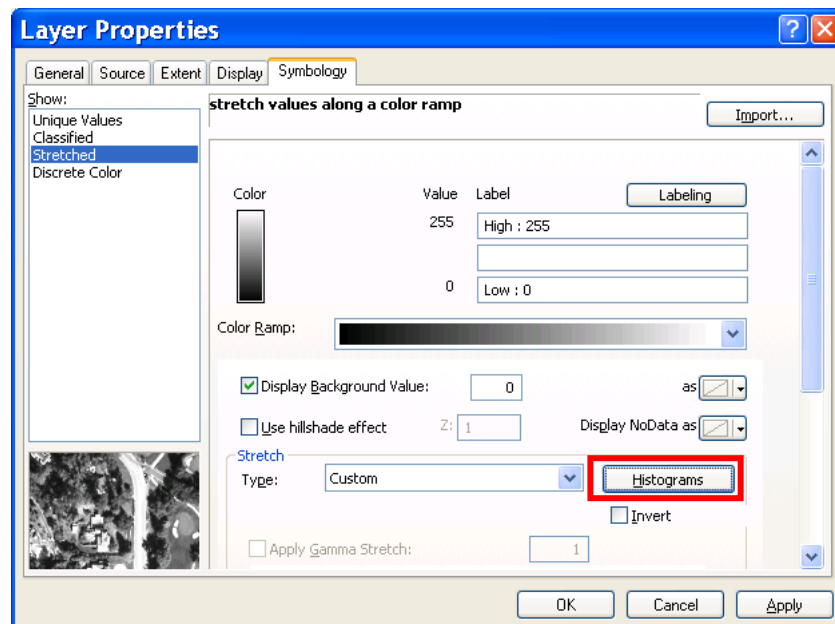 Layer Properties
General Source Extent Display Symbology
Show:
Unique Values
Classified
Stretched
Discrete Color
stretch values along a color ramp
Import...
Color Value Label Labeling
255 High : 255
0 Low : 0
Color Ramp:
Display Background Value: 0 as
Use hillshade effect Z: 1 Display NoData as
Stretch
Type: Custom Histograms
Invert
Apply Gamma Stretch: 1
OK Cancel Apply